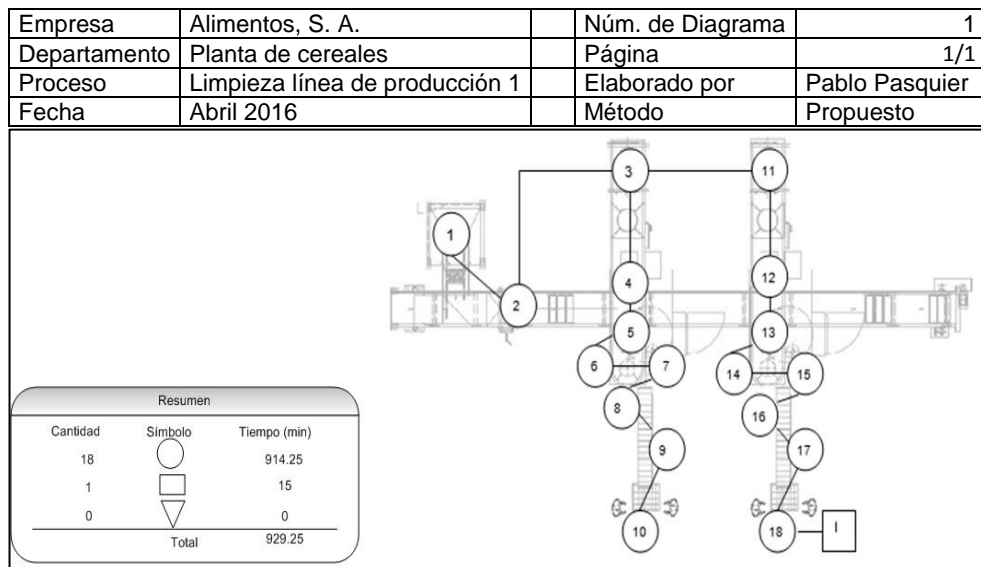 Empresa Alimentos, S. A. Núm. de Diagrama 1
Departamento Planta de cereales Página 1/1
Proceso Limpieza línea de producción 1 Elaborado por Pablo Pasquier
Fecha Abril 2016 Método Propuesto
3 11
1
4 12
2
5 13
6 7 14 15
8 16
9 17
10 18 I
Resumen
Cantidad Símbolo Tiempo (min)
18 914.25
1 15
0 0
Total 929.25